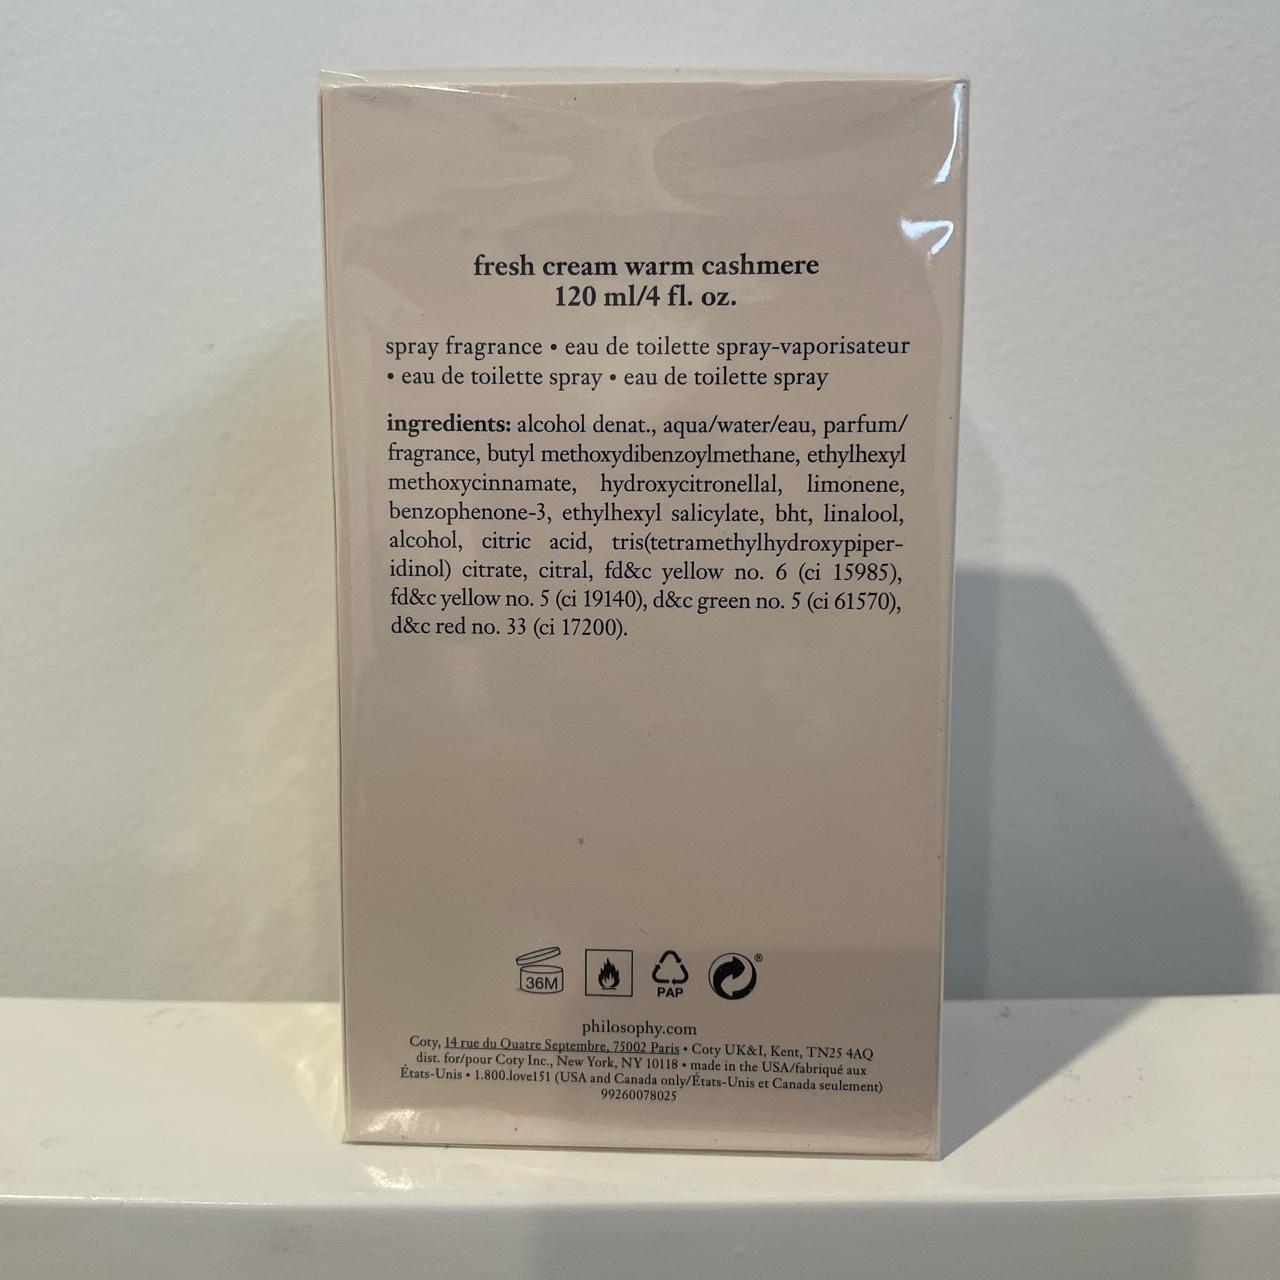 fresh cream warm cashmere
120 ml/4 fl. oz.
spray fragrance • eau de toilette spray-vaporisateur
• eau de toilette spray • eau de toilette spray
ingredients: alcohol denat., aqua/water/eau, parfum/
fragrance, butyl methoxydibenzoylmethane, ethylhexyl
methoxycinnamate, hydroxycitronellal, limonene,
benzophenone-3, ethylhexyl salicylate, bht, linalool,
alcohol, citric acid, tris(tetramethylhydroxypiper-
idinol) citrate, citral, fd&c yellow no. 6 (ci 15985),
fd&c yellow no. 5 (ci 19140), d&c green no. 5 (ci 61570),
d&c red no. 33 (ci 17200).
36M
PAP
®
philosophy.com
Coty, 14 rue du Quatre Septembre, 75002 Paris • Coty UK&I, Kent, TN25 4AQ
dist. for/pour Coty Inc., New York, NY 10118 • made in the USA/fabriqué aux
États-Unis • 1.800.love151 (USA and Canada only/États-Unis et Canada seulement)
99260078025